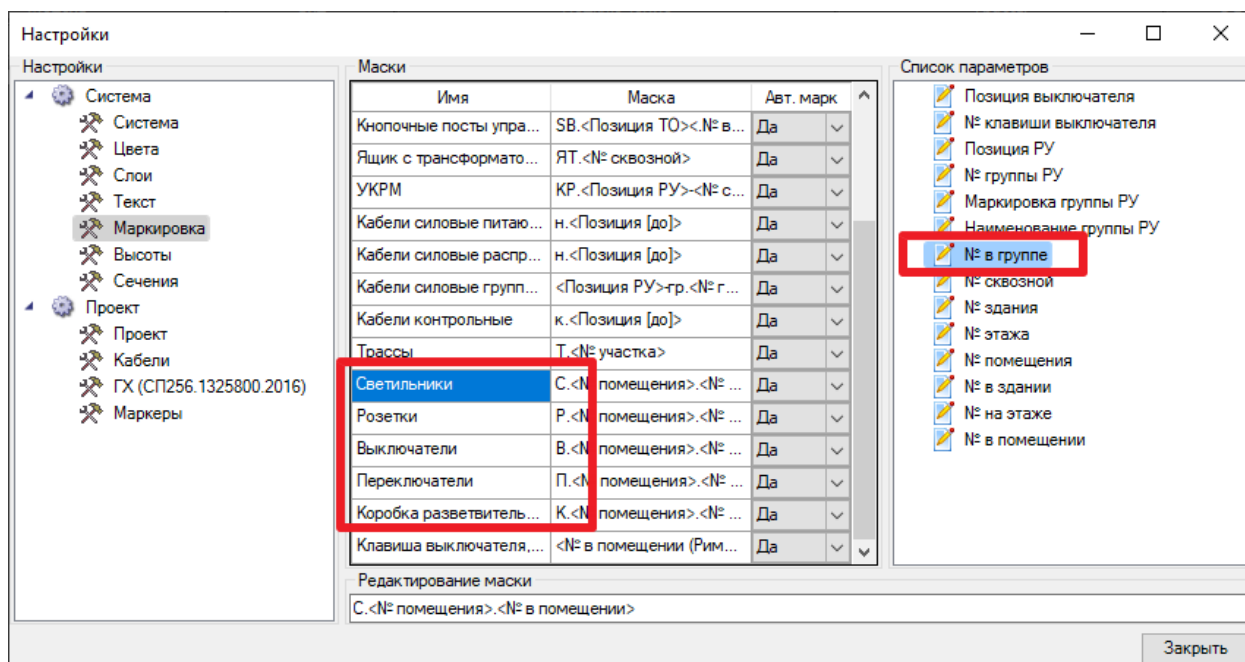 Настройки
Настройки
Система
Система
Цвета
Слои
Текст
Маркировка
Высоты
Сечения
Проект
Проект
Кабели
ГХ (СП256.1325800.2016)
Маркеры
Маски
Имя Маска Авт. марк
Кнопочные посты упра... SB.<Позиция ТО><.№ в... Да
Ящик с трансформато... ЯТ.<№ сквозной> Да
УКРМ КР.<Позиция РУ>-<№ с... Да
Кабели силовые питаю... н.<Позиция [до]> Да
Кабели силовые распр... н.<Позиция [до]> Да
Кабели силовые групп... <Позиция РУ>-гр.<№ г... Да
Кабели контрольные к.<Позиция [до]> Да
Трассы Т.<№ участка> Да
Светильники С.<№ помещения>.<№ ... Да
Розетки Р.<№ помещения>.<№ ... Да
Выключатели В.<№ помещения>.<№ ... Да
Переключатели П.<№ помещения>.<№ ... Да
Коробка разветвитель... К.<№ помещения>.<№ ... Да
Клавиша выключателя,... <№ в помещении (Рим... Да
Редактирование маски
С.<№ помещения>.<№ в помещении>
Список параметров
Позиция выключателя
№ клавиши выключателя
Позиция РУ
№ группы РУ
Маркировка группы РУ
Наименование группы РУ
№ в группе
№ сквозной
№ здания
№ этажа
№ помещения
№ в здании
№ на этаже
№ в помещении
Закрыть